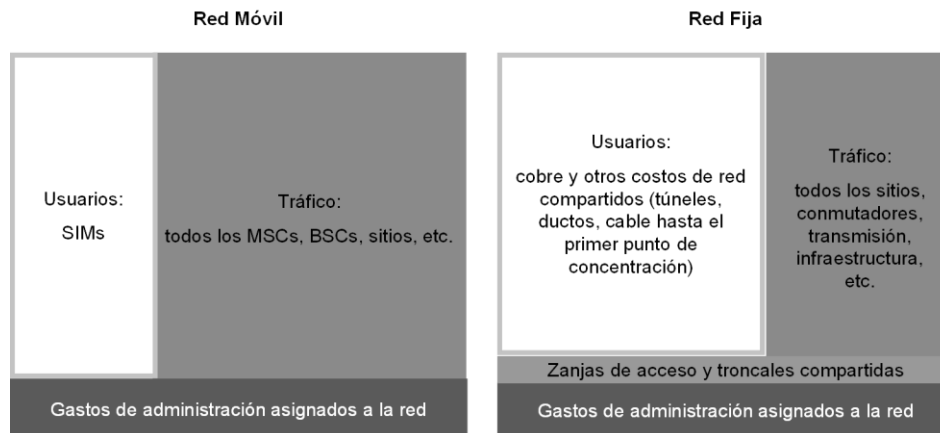 Red Móvil
Usuarios:
SIMs
Tráfico:
todos los MSCs, BSCs, sitios, etc.
Gastos de administración asignados a la red
Red Fija
Usuarios:
cobre y otros costos de red
compartidos (túneles,
ductos, cable hasta el
primer punto de
concentración)
Tráfico:
todos los sitios,
conmutadores,
transmisión,
infraestructura,
etc.
Zanjas de acceso y troncales compartidas
Gastos de administración asignados a la red